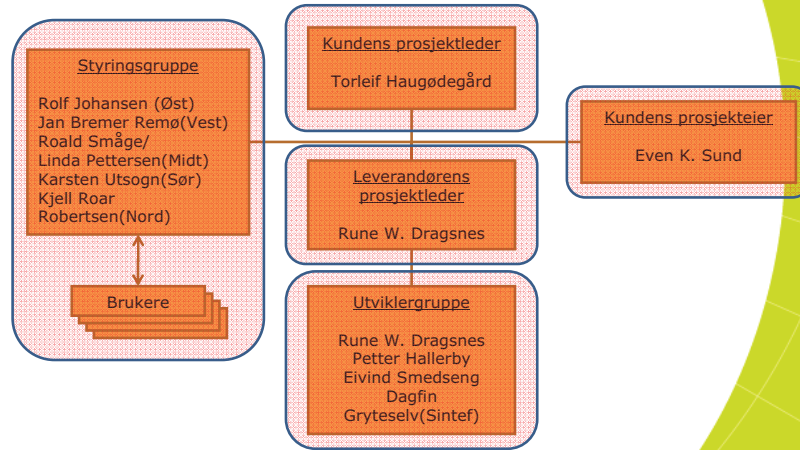 Styringsgruppe
Rolf Johansen (Øst)
Jan Bremer Remø(Vest)
Roald Småge/
Linda Pettersen(Midt)
Karsten Utsogn(Sør)
Kjell Roar
Robertsen(Nord)
Brukere
Kundens prosjektleder
Torleif Haugødegård
Leverandørens
prosjektleder
Rune W. Dragsnes
Utviklergruppe
Rune W. Dragsnes
Petter Hallerby
Eivind Smedseng
Dagfin
Gryteselv(Sintef)
Kundens prosjekteier
Even K. Sund